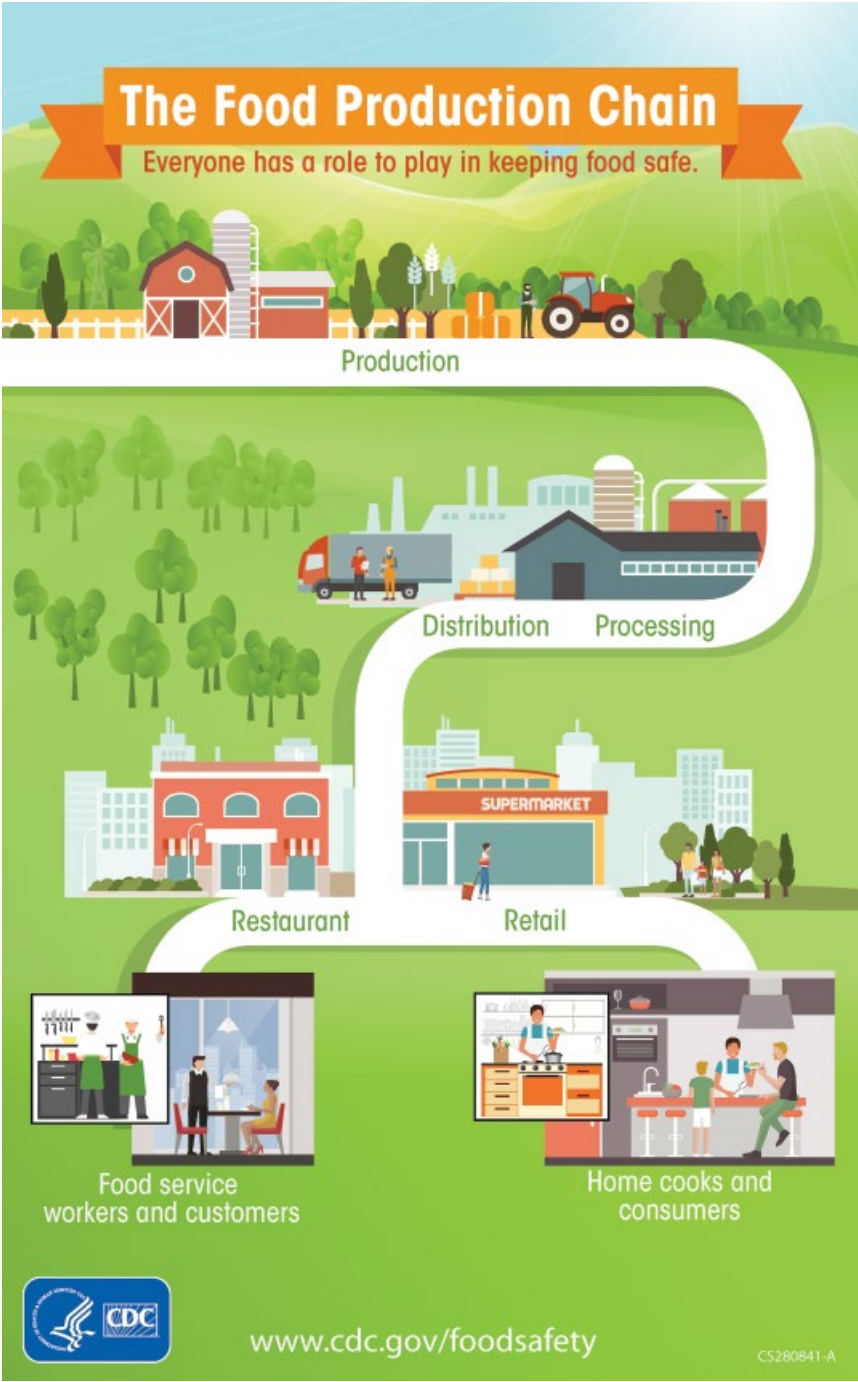 The Food Production Chain
Everyone has a role to play in keeping food safe.
Production
Distribution
Processing
SUPERMARKET
Restaurant
Retail
Food service
workers and customers
Home cooks and
consumers
CDC
www.cdc.gov/foodsafety
CS280841-A